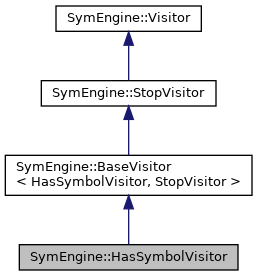 SymEngine::Visitor
SymEngine::StopVisitor
SymEngine::BaseVisitor
< HasSymbolVisitor, StopVisitor >
SymEngine::HasSymbolVisitor